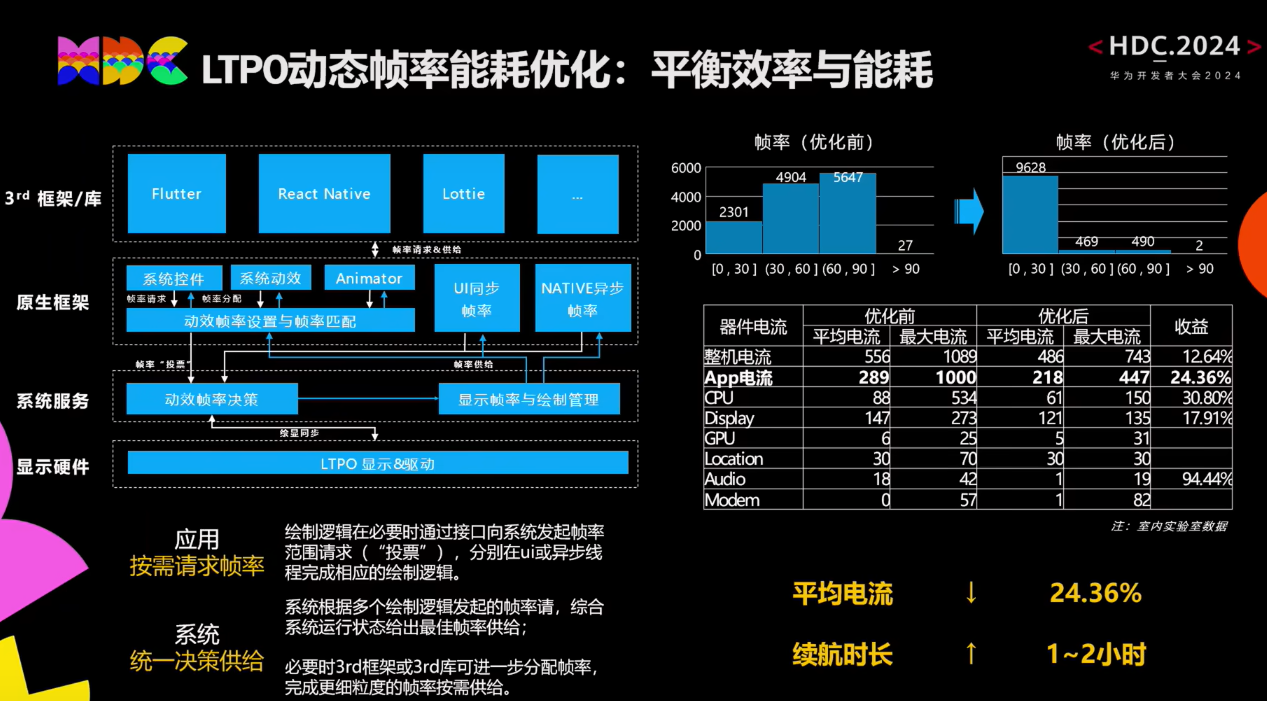 HDC
LTPO动态帧率能耗优化：平衡效率与能耗
< HDC.2024 >
华为开发者大会2024
3rd 框架/库
Flutter
React Native
Lottie
...
帧率请求&供给
原生框架
系统控件
系统动效
Animator
UI同步
帧率
NATIVE异步
帧率
帧率请求
帧率分配
动效帧率设置与帧率匹配
帧率“投票”
帧率供给
系统服务
动效帧率决策
显示帧率与绘制管理
绘显同步
显示硬件
LTPO 显示&驱动
应用
按需请求帧率
绘制逻辑在必要时通过接口向系统发起帧率
范围请求（“投票”），分别在ui或异步线
程完成相应的绘制逻辑。
系统
统一决策供给
系统根据多个绘制逻辑发起的帧率请，综合
系统运行状态给出最佳帧率供给；
必要时3rd框架或3rd库可进一步分配帧率，
完成更细粒度的帧率按需供给。
帧率（优化前）
6000
4000
2000
0
2301
4904
5647
27
[0 , 30 ] (30 , 60 ] (60 , 90 ] > 90
帧率（优化后）
9628
469
490
2
[0 , 30 ] (30 , 60 ] (60 , 90 ] > 90
器件电流 优化前 优化后 收益
平均电流 最大电流 平均电流 最大电流
整机电流 556 1089 486 743 12.64%
App电流 289 1000 218 447 24.36%
CPU 88 534 61 150 30.80%
Display 147 273 121 135 17.91%
GPU 6 25 5 31
Location 30 70 30 30
Audio 18 42 1 19 94.44%
Modem 0 57 1 82
注：室内实验室数据
平均电流 ↓ 24.36%
续航时长 ↑ 1~2小时